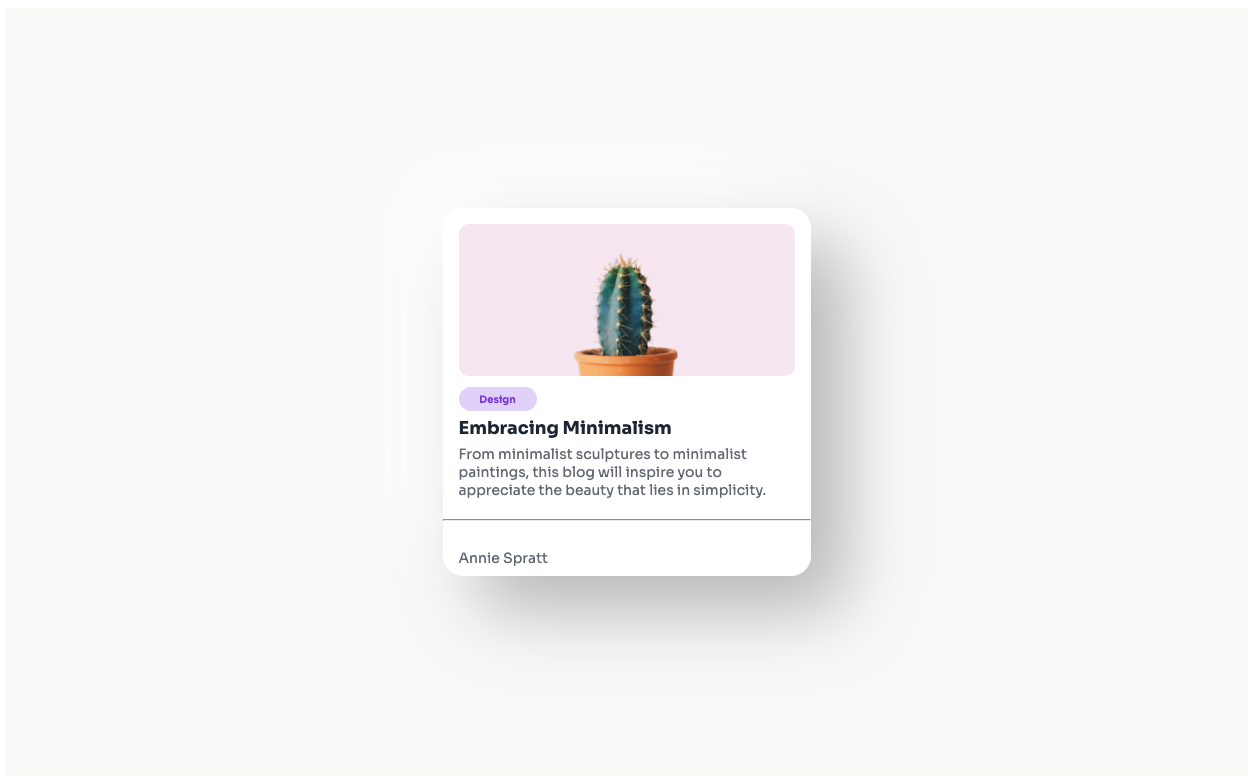 Design
Embracing Minimalism
From minimalist sculptures to minimalist
paintings, this blog will inspire you to
appreciate the beauty that lies in simplicity.
Annie Spratt